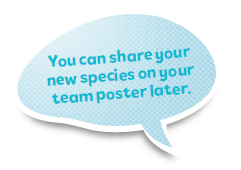 You can share your
new species on your
team poster later.